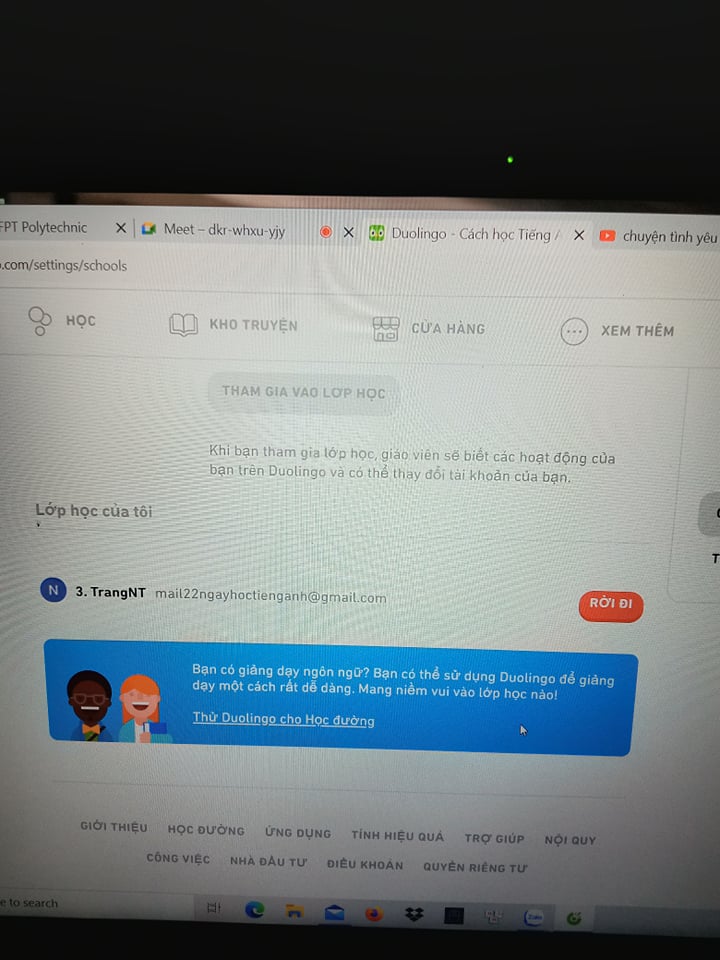 FPT Polytechnic
Meet – dkr-whxu-yjy
Duolingo - Cách học Tiếng
chuyện tình yêu
.com/settings/schools
HỌC
KHO TRUYỆN
CỬA HÀNG
XEM THÊM
THAM GIA VÀO LỚP HỌC
Khi bạn tham gia lớp học, giáo viên sẽ biết các hoạt động của
bạn trên Duolingo và có thể thay đổi tài khoản của bạn.
Lớp học của tôi
N
3. TrangNT mail22ngayhoctienganh@gmail.com
RỜI ĐI
Bạn có giảng dạy ngôn ngữ? Bạn có thể sử dụng Duolingo để giảng
dạy một cách rất dễ dàng. Mang niềm vui vào lớp học nào!
Thử Duolingo cho Học đường
GIỚI THIỆU HỌC ĐƯỜNG ỨNG DỤNG TÍNH HIỆU QUẢ TRỢ GIÚP NỘI QUY
CÔNG VIỆC NHÀ ĐẦU TƯ ĐIỀU KHOẢN QUYỀN RIÊNG TƯ
e to search
Zalo